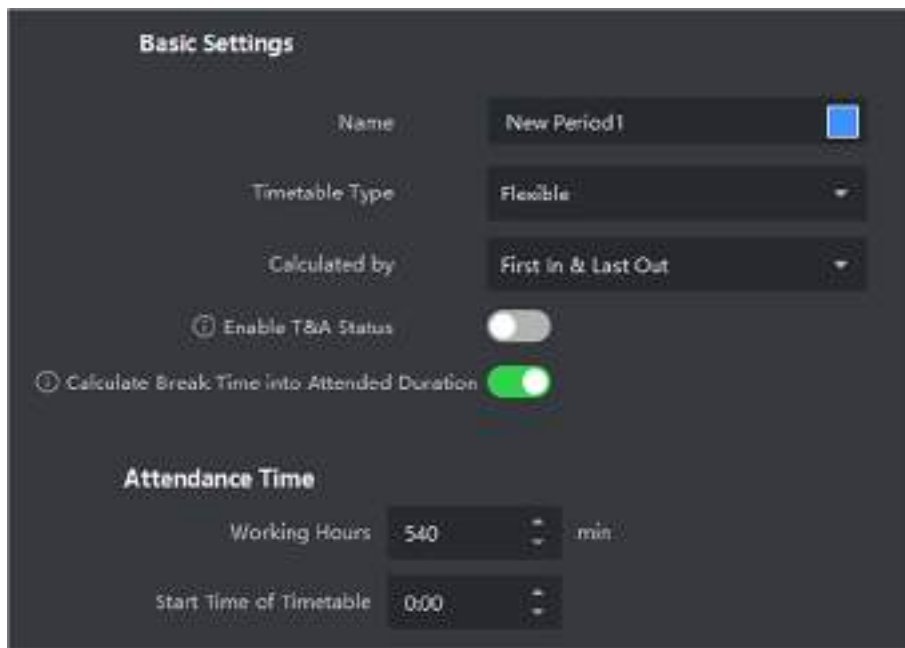 Basic Settings
Name New Period1
Timetable Type Flexible
Calculated by First In & Last Out
Enable T&A Status
Calculate Break Time into Attended Duration
Attendance Time
Working Hours 540 min
Start Time of Timetable 0:00